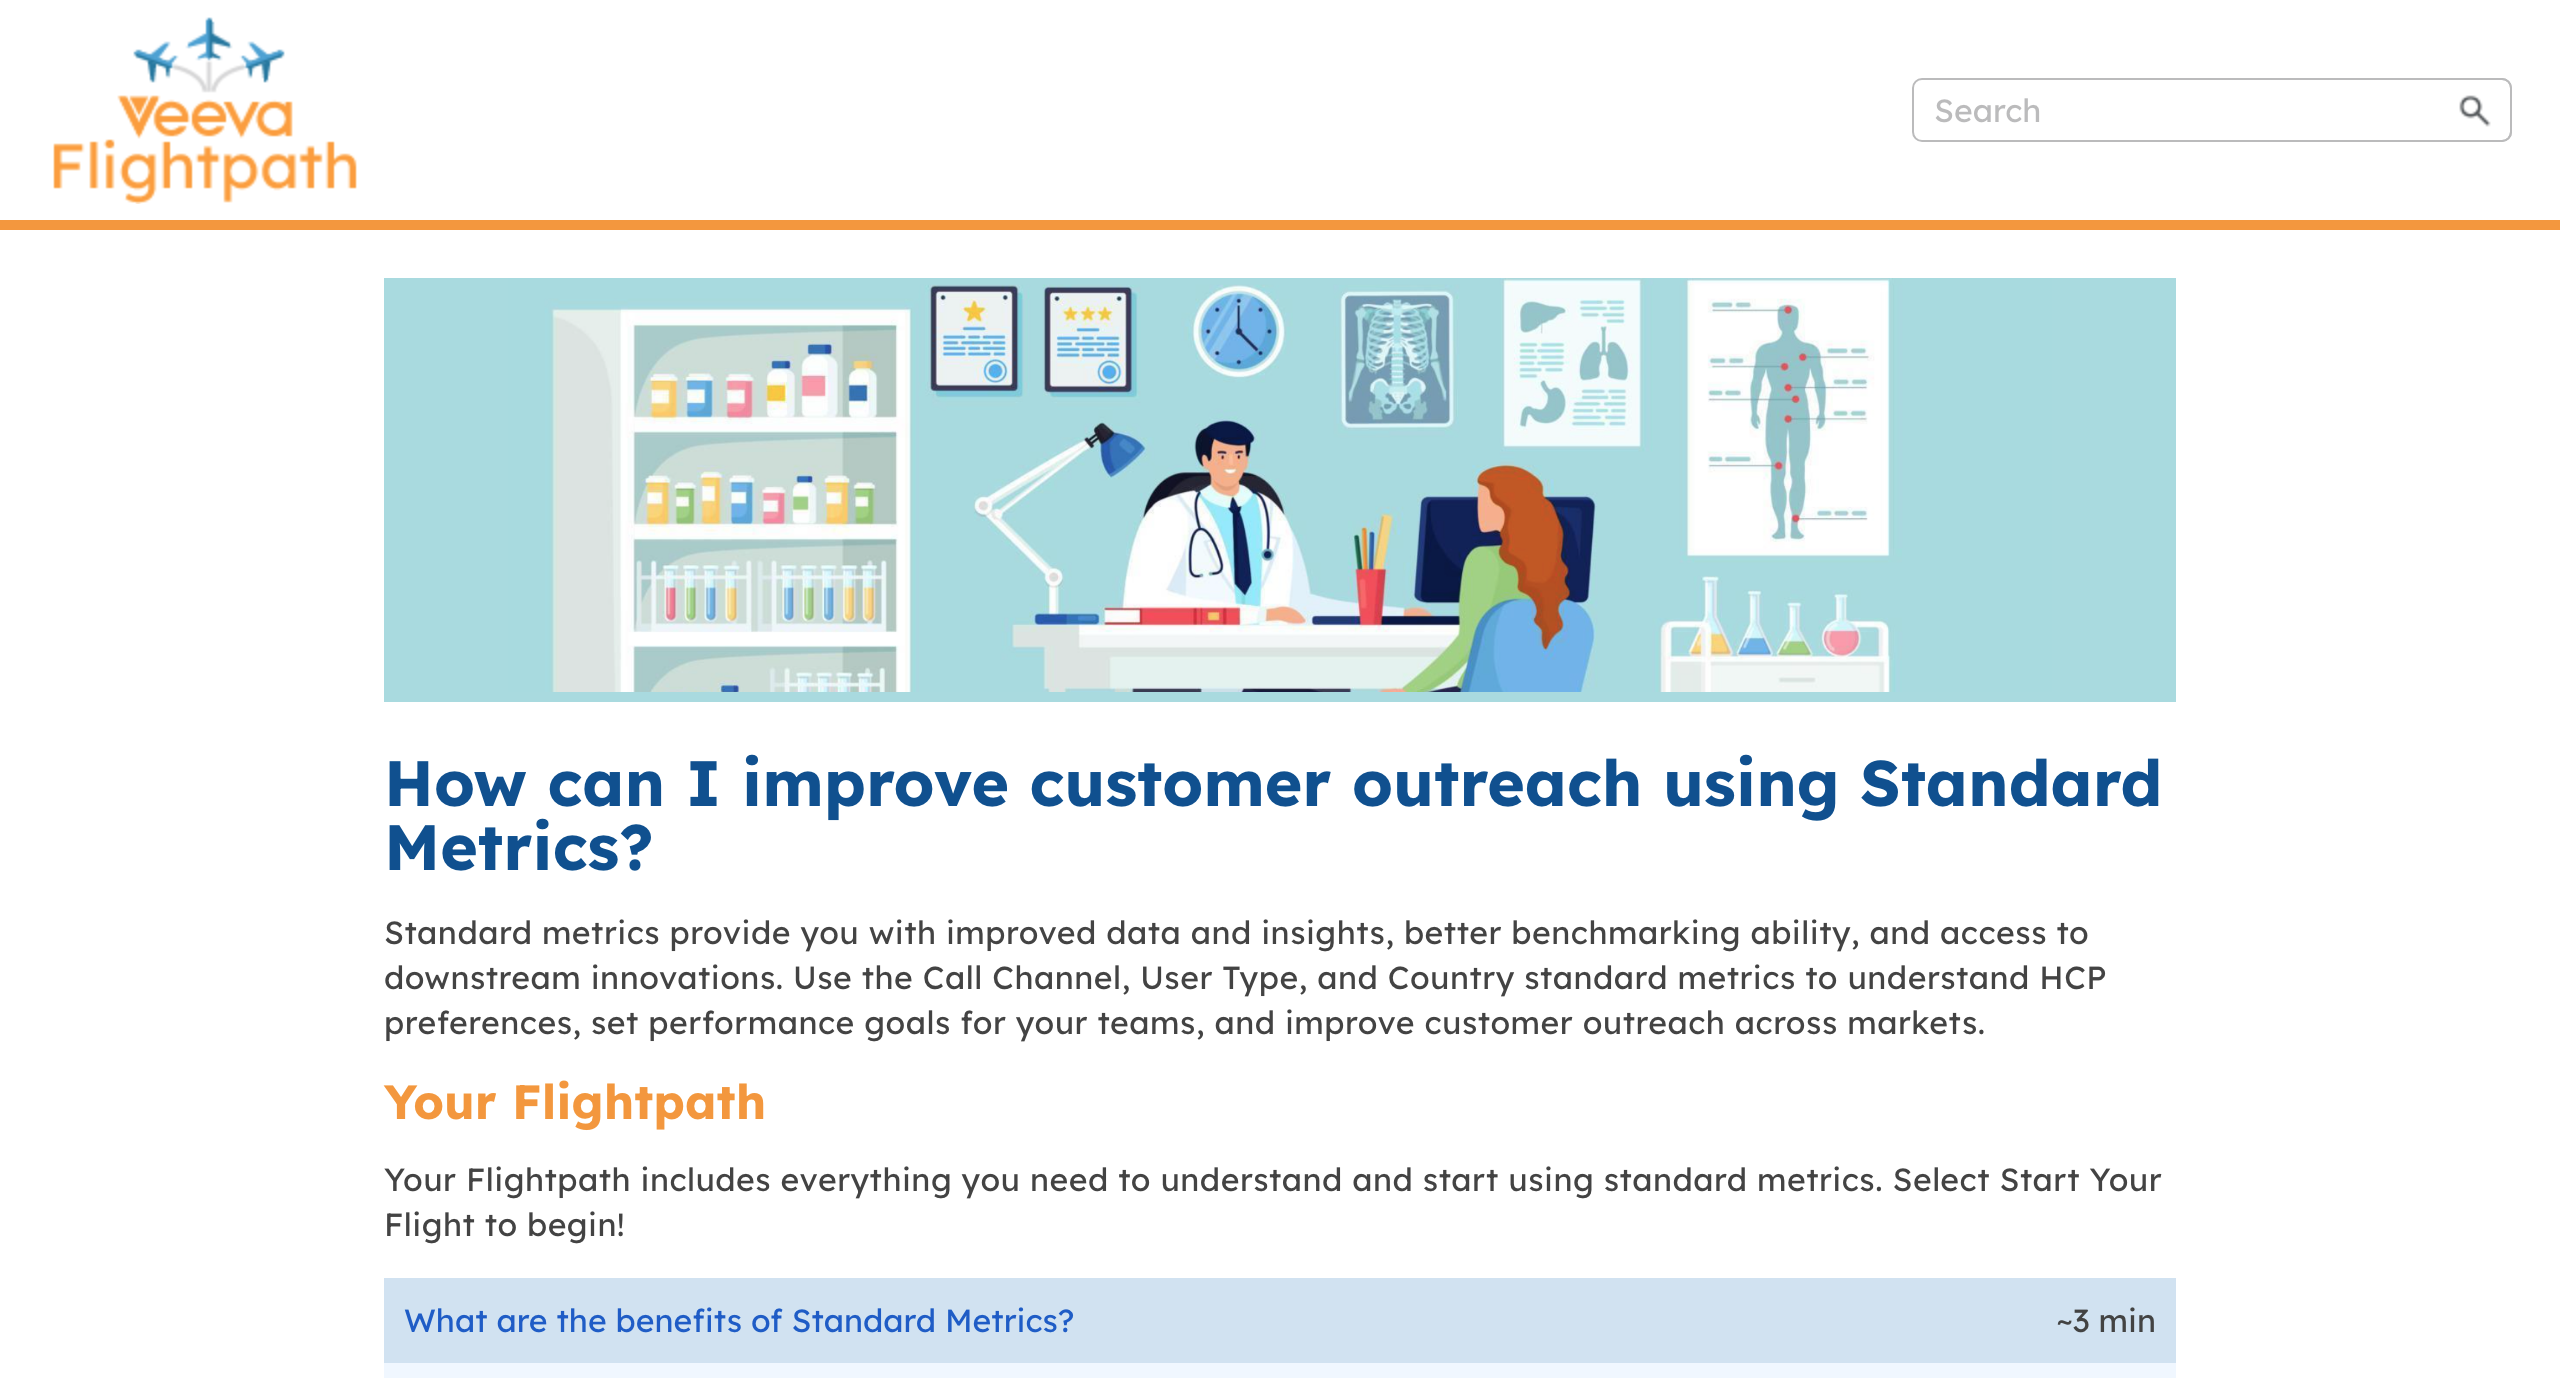 Veeva
Flightpath
Search
How can I improve customer outreach using Standard
Metrics?
Standard metrics provide you with improved data and insights, better benchmarking ability, and access to
downstream innovations. Use the Call Channel, User Type, and Country standard metrics to understand HCP
preferences, set performance goals for your teams, and improve customer outreach across markets.
Your Flightpath
Your Flightpath includes everything you need to understand and start using standard metrics. Select Start Your
Flight to begin!
What are the benefits of Standard Metrics? ~3 min